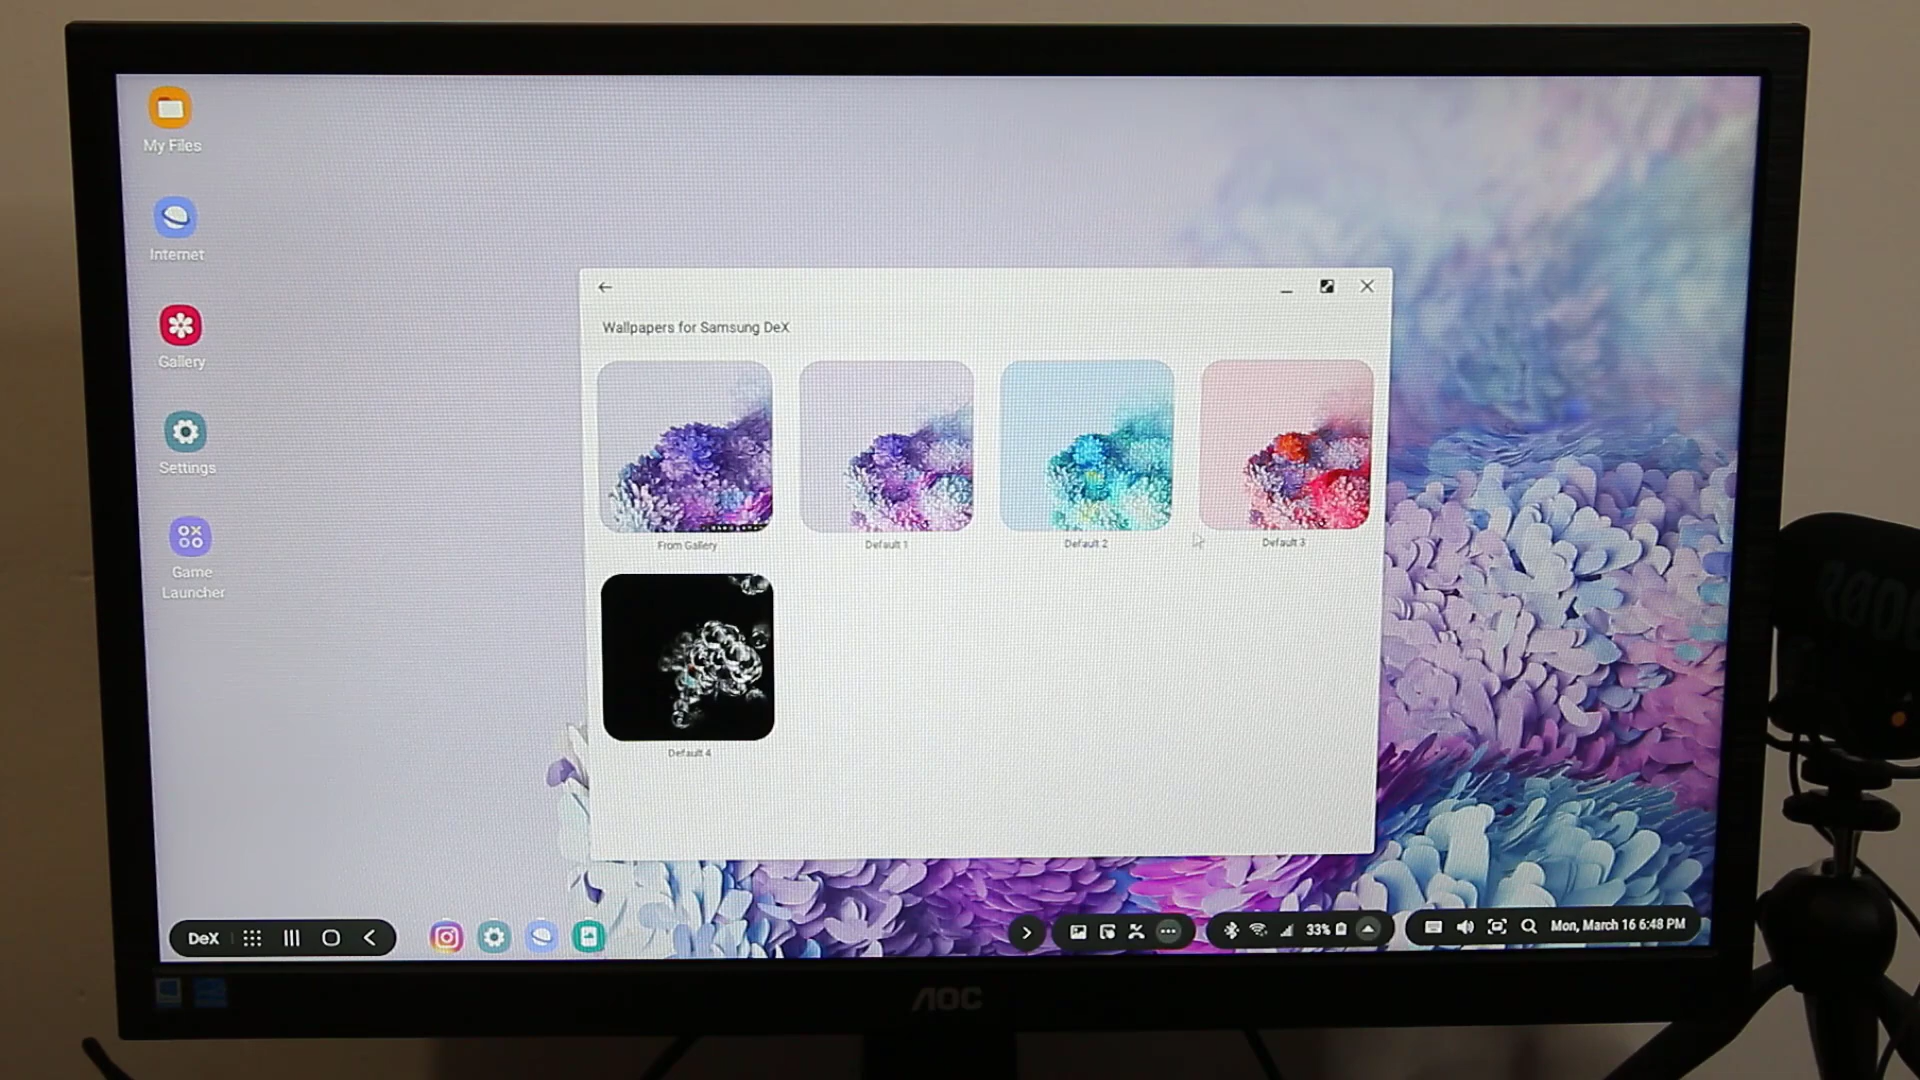 My Files
Internet
Gallery
Settings
Game
Launcher
Wallpapers for Samsung DeX
From Gallery
Default 1
Default 2
Default 3
Default 4
DeX
33%
Mon, March 16 6:48 PM
AOC